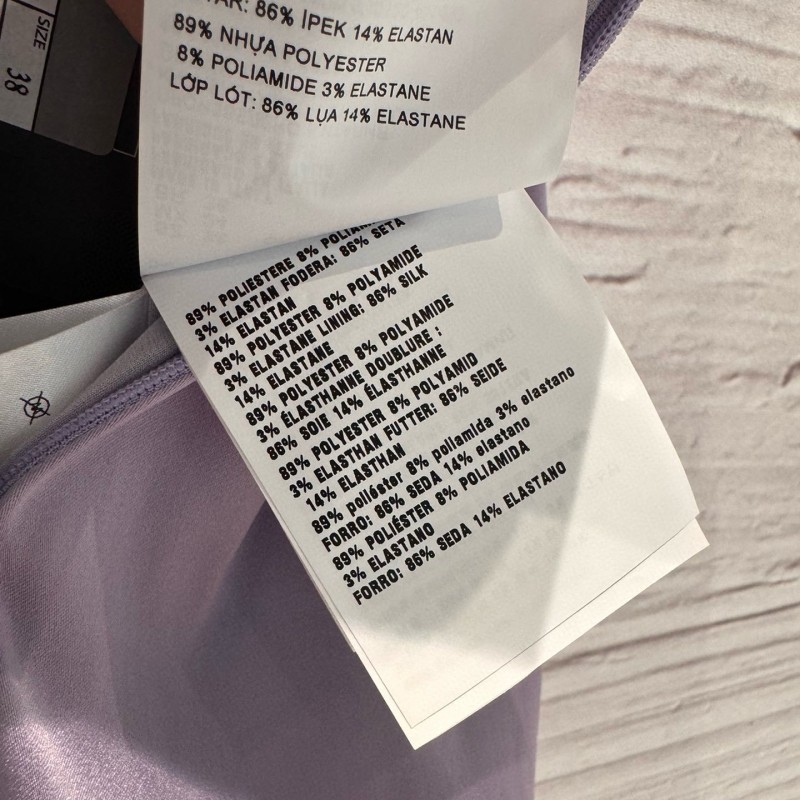 SIZE
38
86% İPEK 14% ELASTAN
89% NHỰA POLYESTER
8% POLIAMIDE 3% ELASTANE
LỚP LÓT: 86% LỤA 14% ELASTANE
89% POLIESTERE 8%
3% ELASTAN FODERA: 86% SETA
14% ELASTAN
89% POLYESTER 8% POLYAMIDE
3% ELASTANE LINING: 86% SILK
14% ELASTANE
89% POLYESTER 8% POLYAMIDE
3% ÉLASTHANNE DOUBLURE :
86% SOIE 14% ÉLASTHANNE
89% POLYESTER 8% POLYAMID
3% ELASTHAN FUTTER: 86% SEIDE
14% ELASTHAN
89% poliéster 8% poliamida 3% elastano
FORRO: 86% SEDA 14% elastano
89% POLIÉSTER 8% POLIAMIDA
3% ELASTANO
FORRO: 86% SEDA 14% ELASTANO